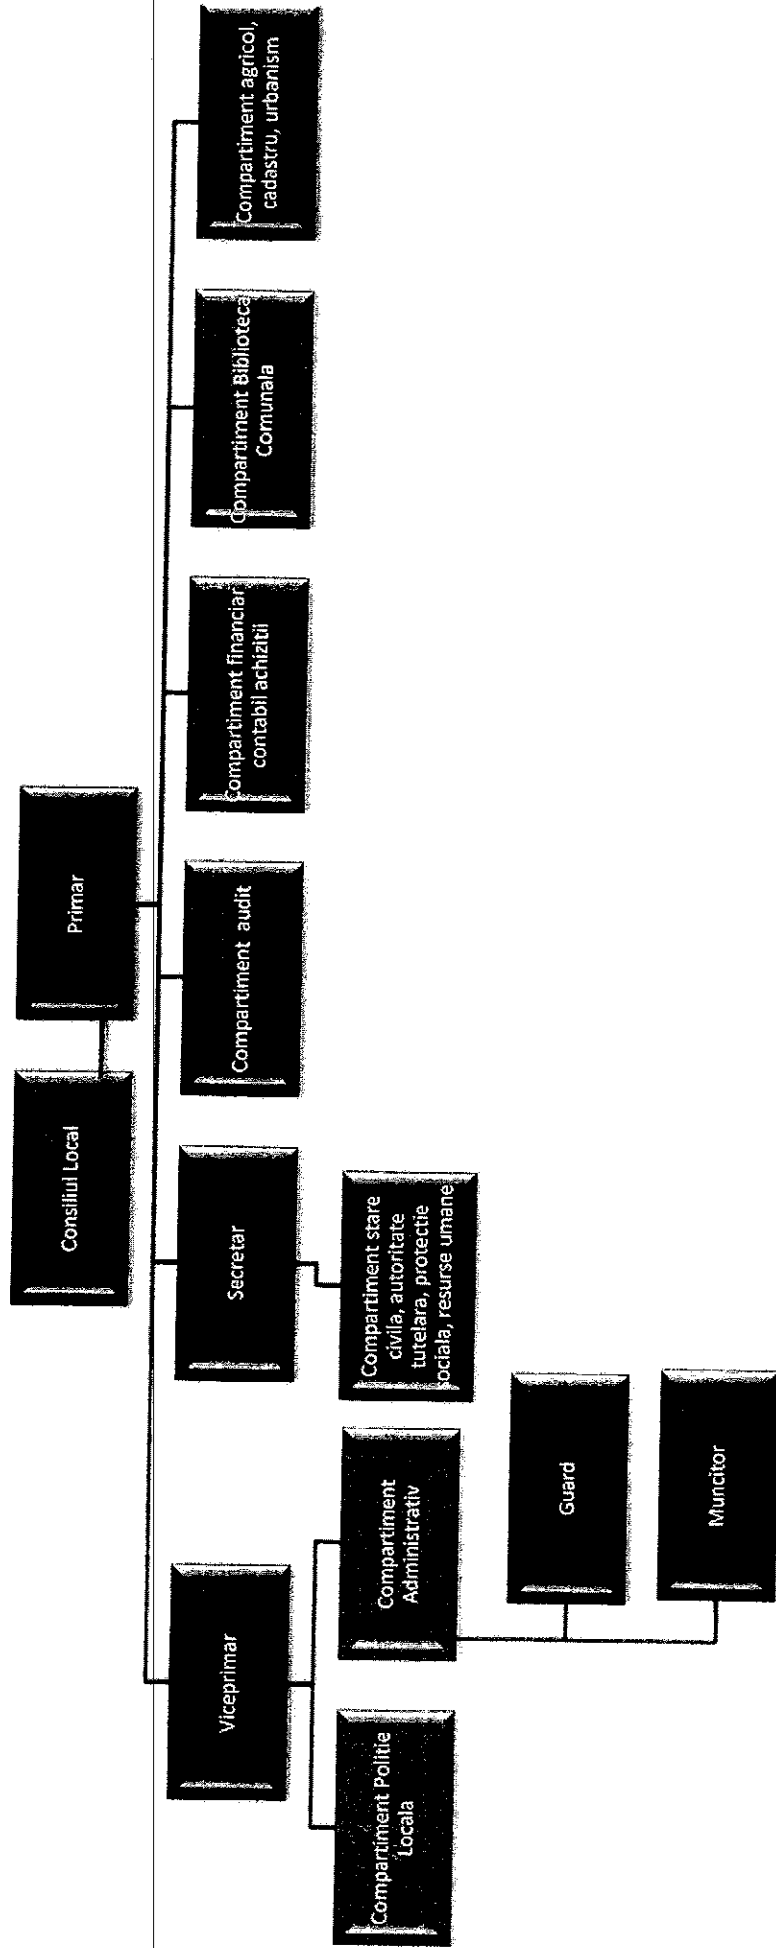 Consiliul Local
Primar
Viceprimar
Secretar
Compartiment audit
Compartiment financiar
contabil achizitii
Compartiment Biblioteca
Comunala
Compartiment agricol,
cadastru, urbanism
Compartiment Politie
Locala
Compartiment
Administrativ
Compartiment stare
civila, autoritate
tutelara, protectie
sociala, resurse umane
Guard
Muncitor